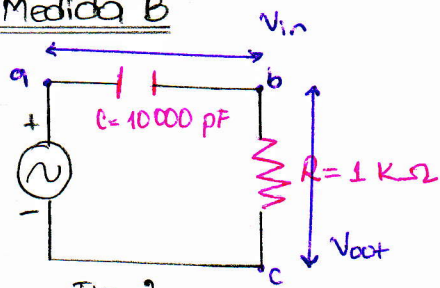 Medida B
Vin
a
b
+
C = 10000 pF
R = 1 KΩ
-
Vout
c